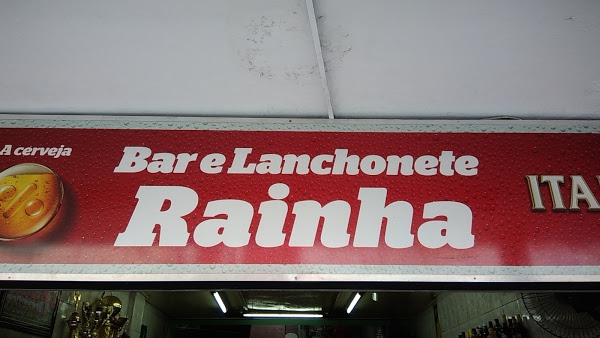 A cerveja
Bar e Lanchonete
Rainha
ITA